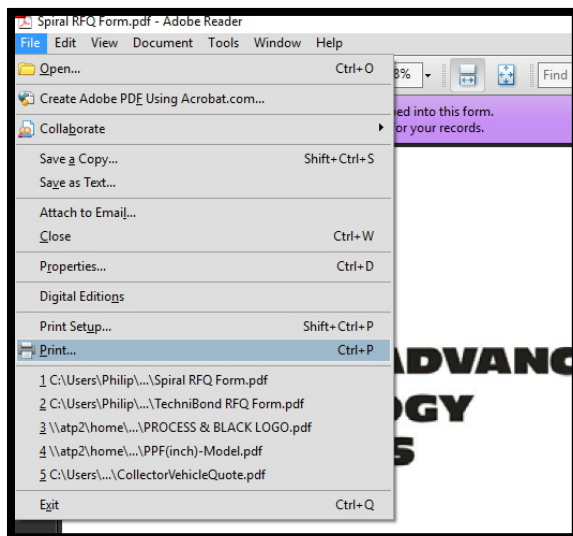 Spiral RFQ Form.pdf - Adobe Reader
File Edit View Document Tools Window Help
Open... Ctrl+O
8% Find
Create Adobe PDF Using Acrobat.com...
ped into this form.
Collaborate
for your records.
Save a Copy... Shift+Ctrl+S
Save as Text...
Attach to Email...
Close Ctrl+W
Properties... Ctrl+D
Digital Editions
Print Setup... Shift+Ctrl+P
Print... Ctrl+P
ADVANC
1 C:\Users\Philip\...\Spiral RFQ Form.pdf
2 C:\Users\Philip\...\TechniBond RFQ Form.pdf
OGY
3 \\atp2\home\...\PROCESS & BLACK LOGO.pdf
4 \\atp2\home\...\PPF(inch)-Model.pdf
S
5 C:\Users\...\CollectorVehicleQuote.pdf
Exit Ctrl+Q